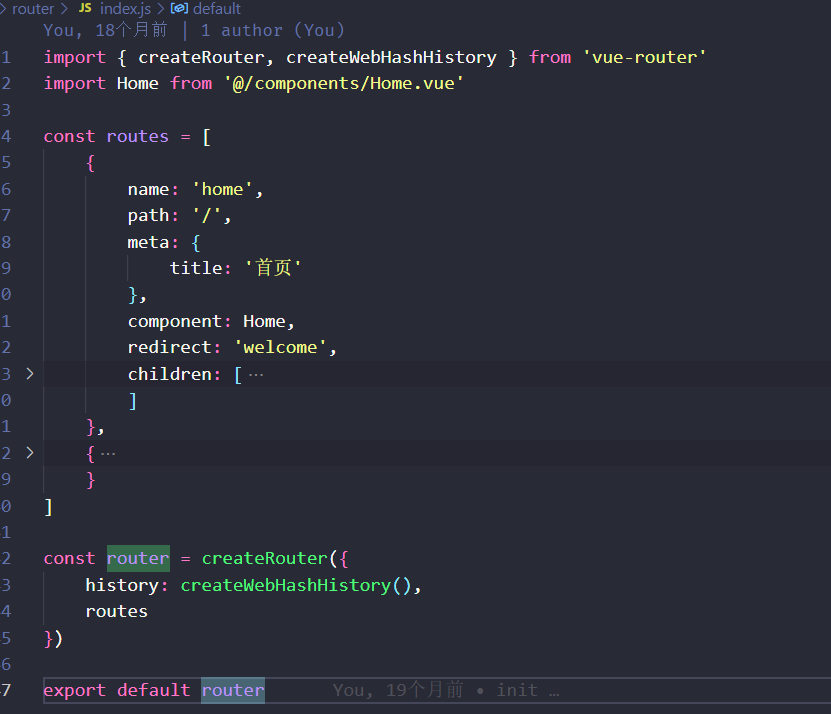 router > JS index.js > default
You, 18个月前 | 1 author (You)
1 import { createRouter, createWebHashHistory } from 'vue-router'
2 import Home from '@/components/Home.vue'
3
4 const routes = [
5 {
6 name: 'home',
7 path: '/',
8 meta: {
9 title: '首页'
0 },
1 component: Home,
2 redirect: 'welcome',
3 > children: [ ···
0 ]
1 },
2 > { ···
9 }
0 ]
1
2 const router = createRouter({
3 history: createWebHashHistory(),
4 routes
5 })
6
7 export default router You, 19个月前 • init …